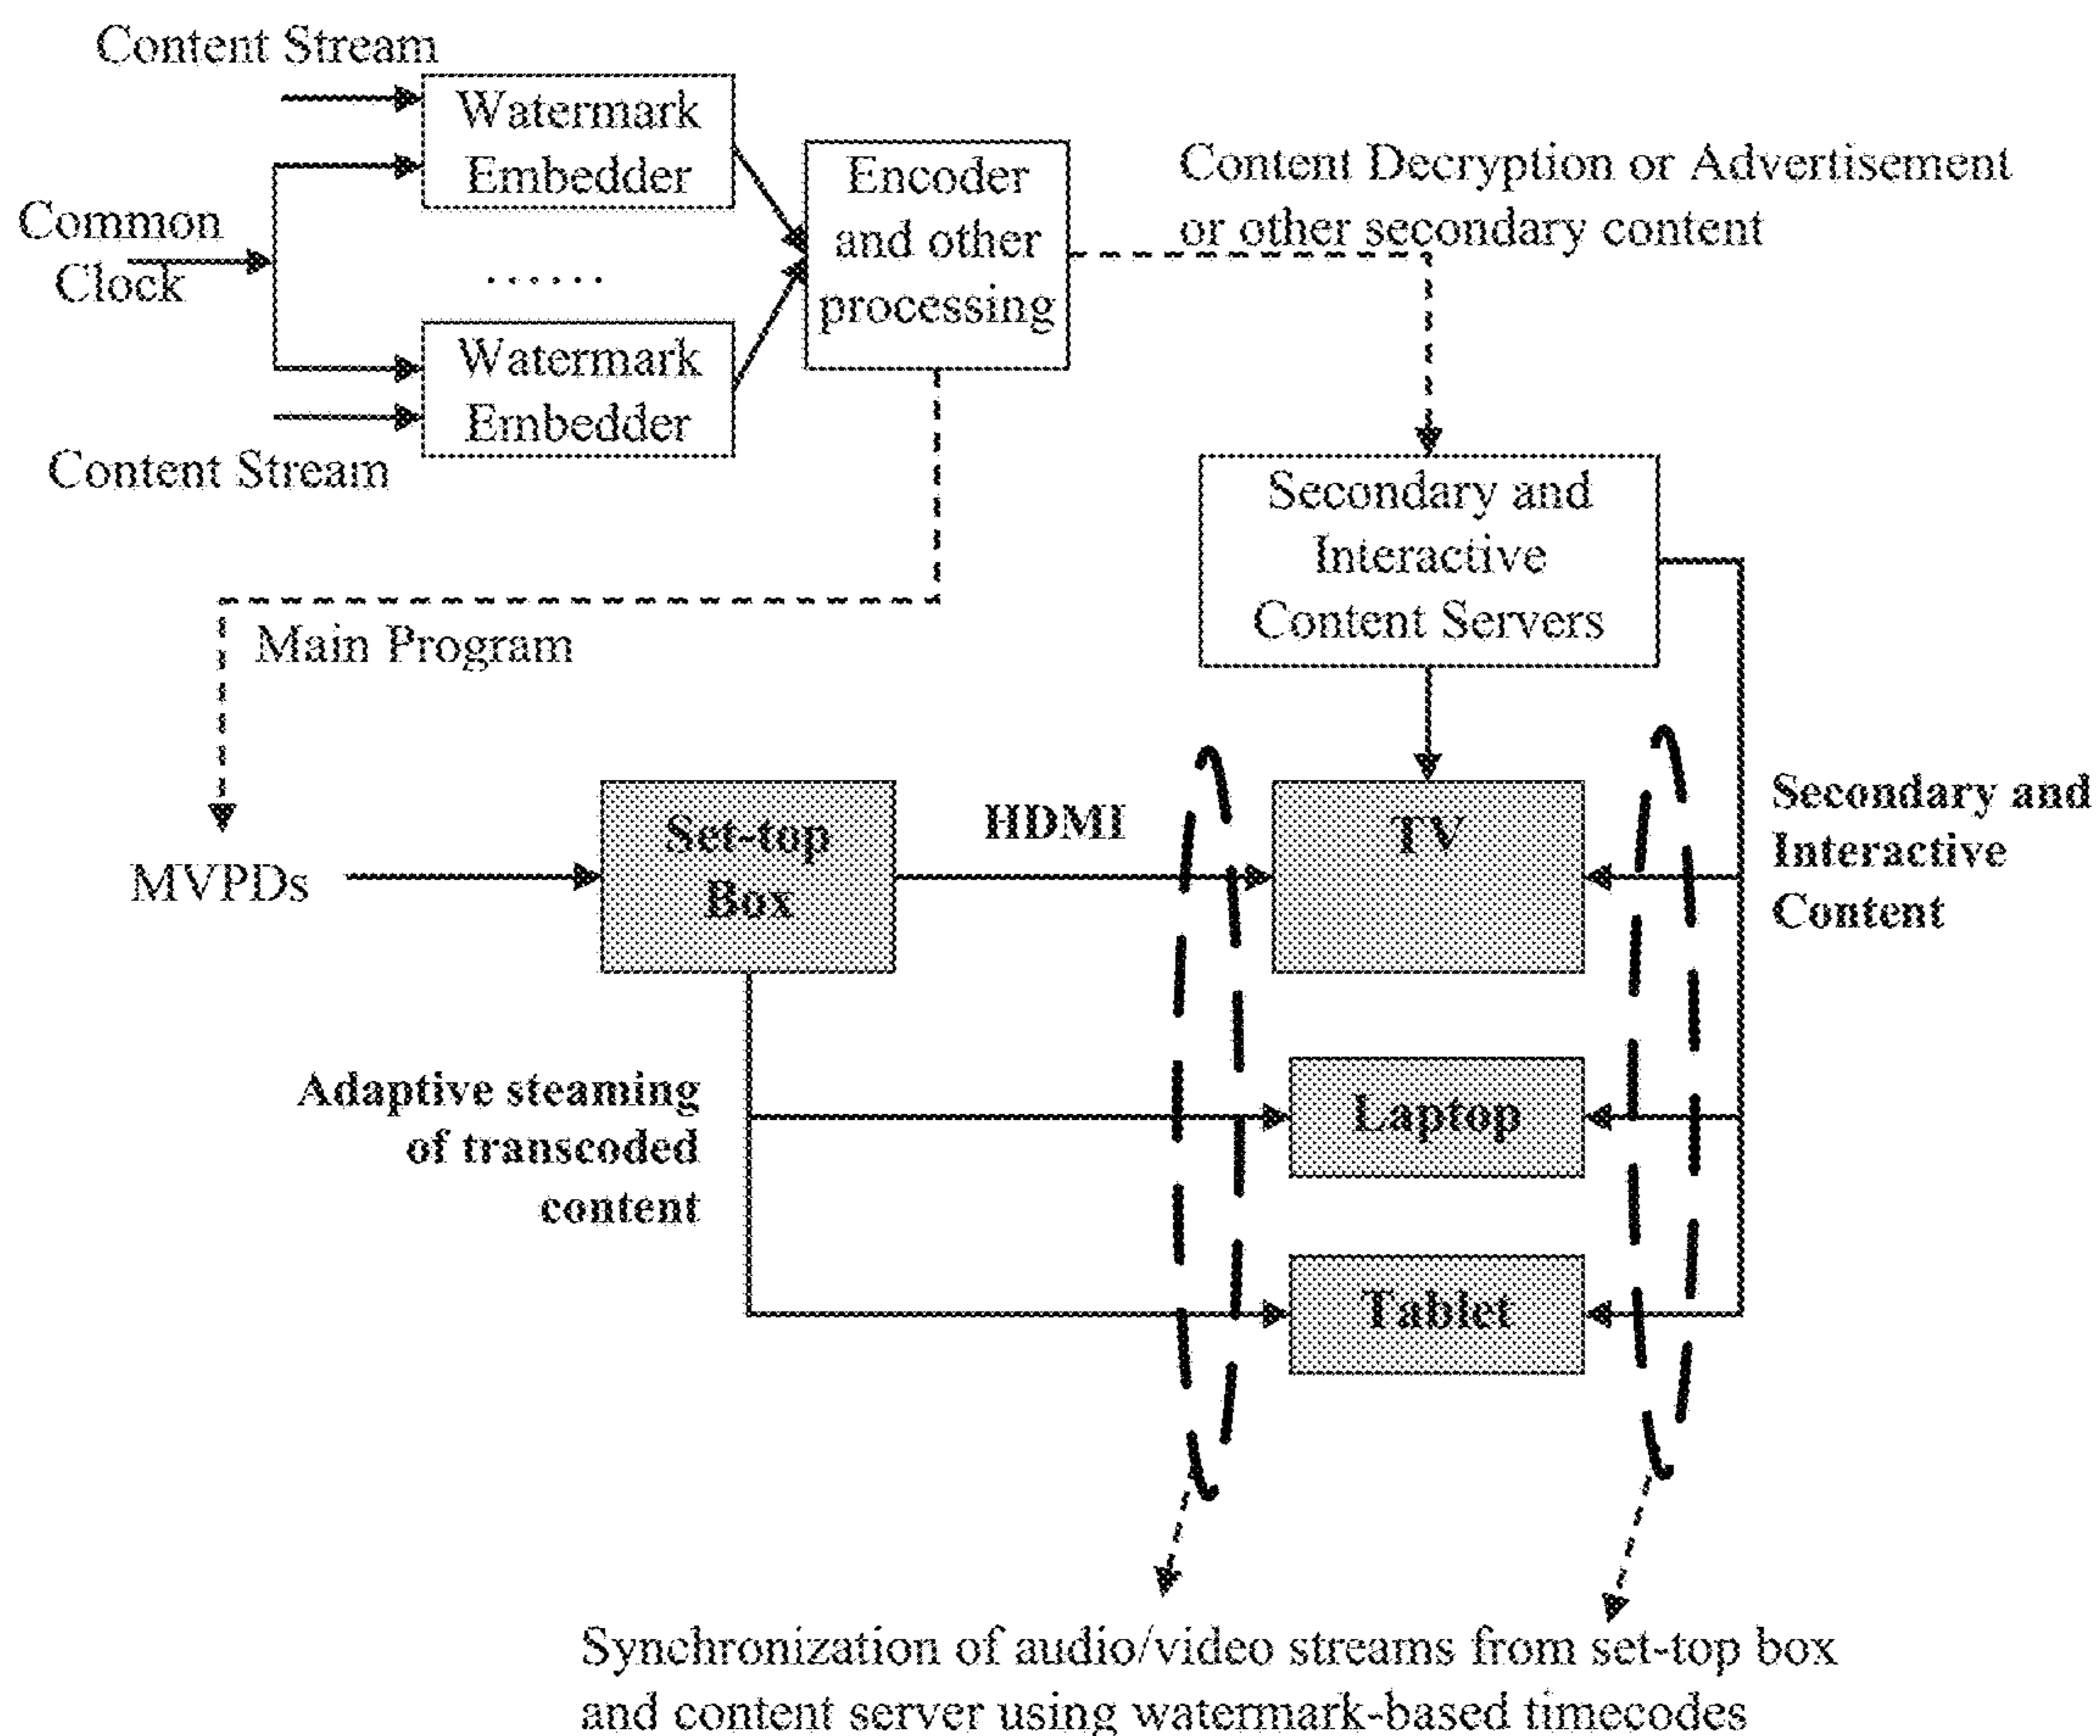 Content Stream
Watermark
Embedder
Common
Clock
......
Watermark
Embedder
Content Stream
Encoder
and other
processing
Content Decryption or Advertisement
or other secondary content
Main Program
Secondary and
Interactive
Content Servers
MVPDs
Set-top
Box
HDMI
TV
Secondary and
Interactive
Content
Adaptive steaming
of transcoded
content
Laptop
Tablet
Synchronization of audio/video streams from set-top box
and content server using watermark-based timecodes